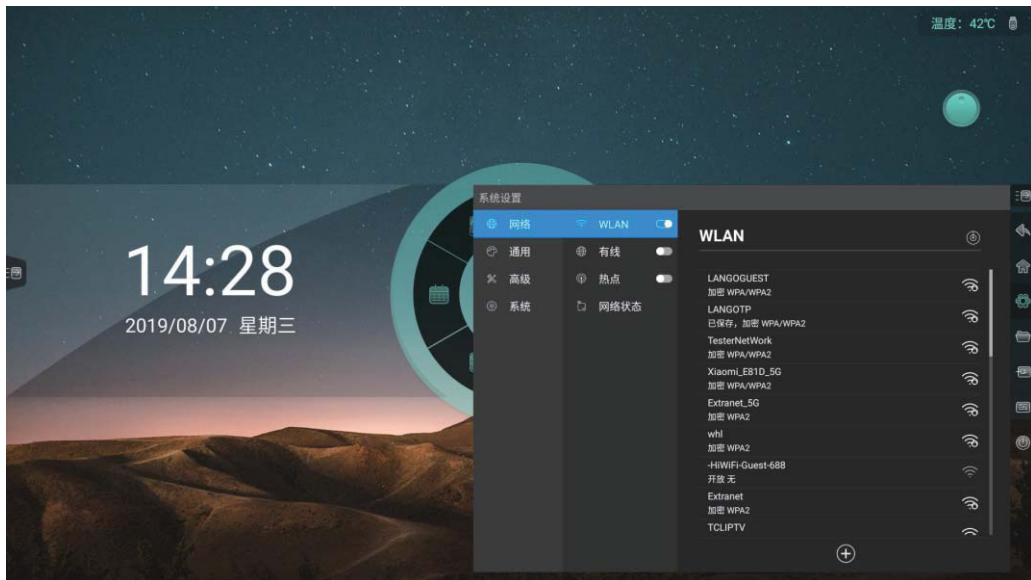 温度：42℃
14:28
2019/08/07 星期三
系统设置
网络
通用
高级
系统
WLAN
有线
热点
网络状态
WLAN
LANGOGUEST
加密 WPA/WPA2
LANGOTP
已保存，加密 WPA/WPA2
TesterNetWork
加密 WPA/WPA2
Xiaomi_E81D_5G
加密 WPA/WPA2
Extranet_5G
加密 WPA2
whl
加密 WPA2
-HiWiFi-Guest-688
开放 无
Extranet
加密 WPA2
TCLIPTV